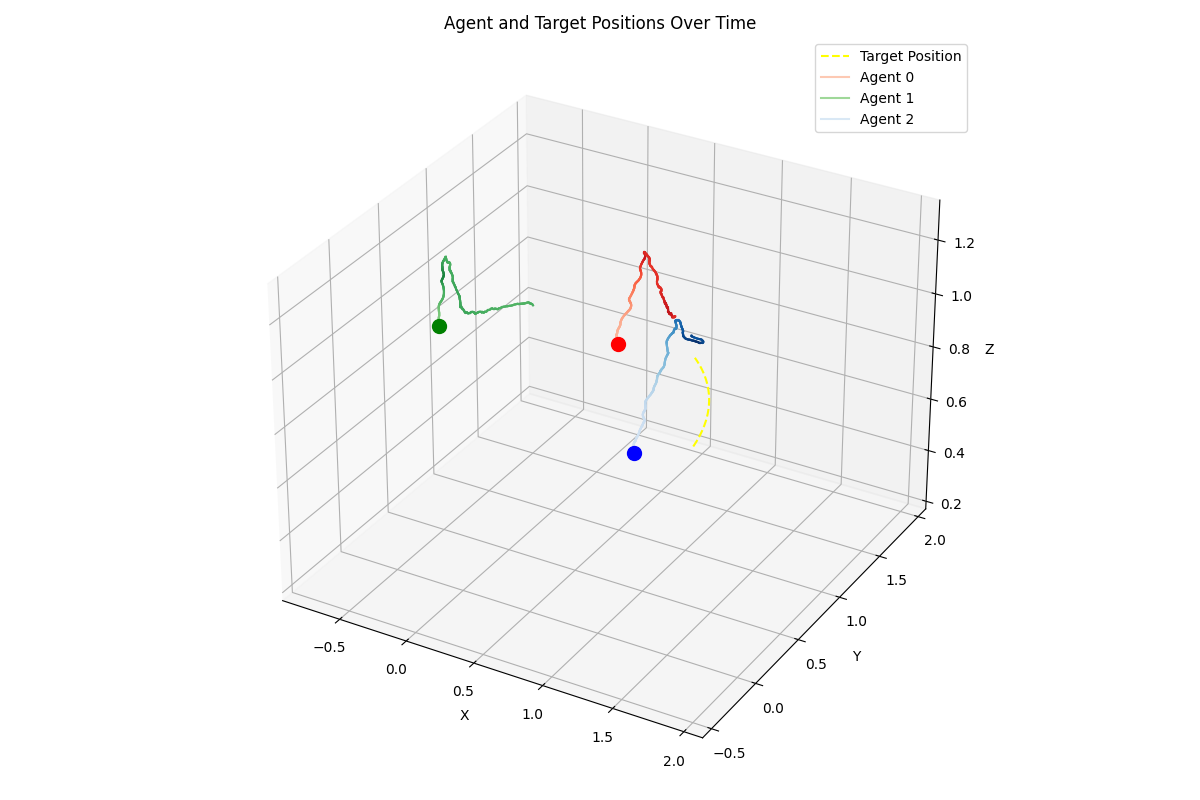 Agent and Target Positions Over Time
Target Position
Agent 0
Agent 1
Agent 2
1.2
1.0
0.8
0.6
0.4
0.2
Z
2.0
1.5
1.0
0.5
0.0
−0.5
Y
−0.5
0.0
0.5
1.0
1.5
2.0
X